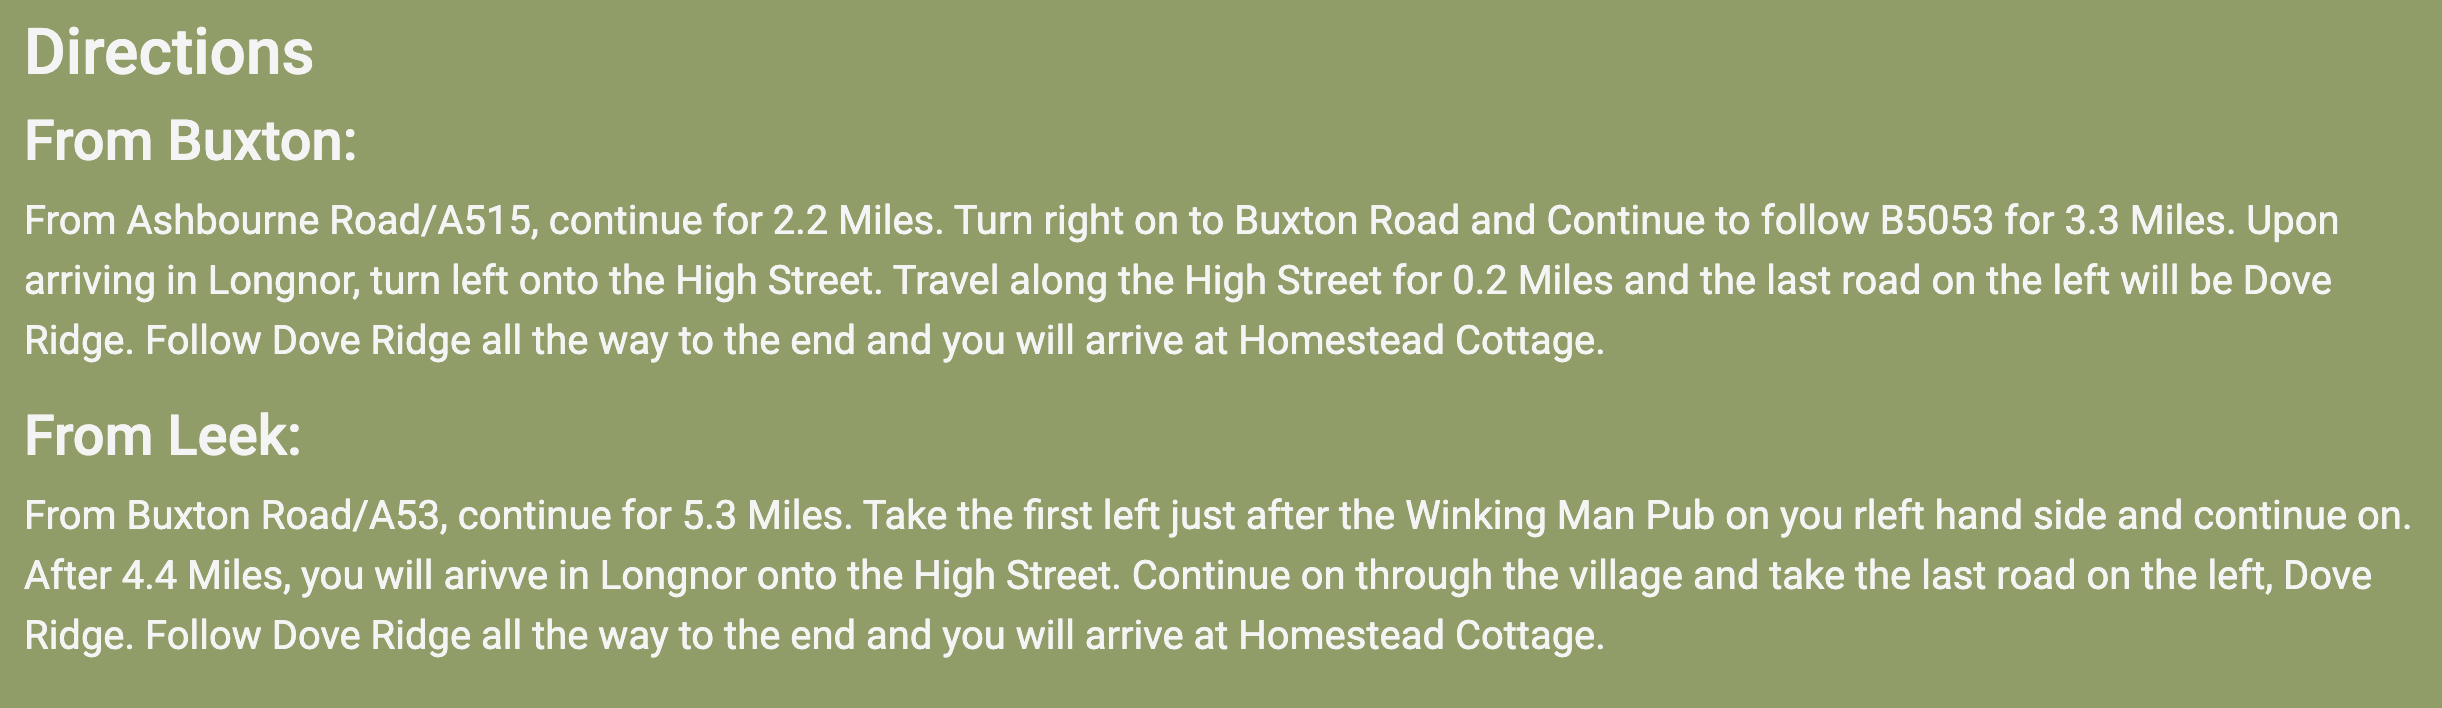 Directions
From Buxton:
From Ashbourne Road/A515, continue for 2.2 Miles. Turn right on to Buxton Road and Continue to follow B5053 for 3.3 Miles. Upon
arriving in Longnor, turn left onto the High Street. Travel along the High Street for 0.2 Miles and the last road on the left will be Dove
Ridge. Follow Dove Ridge all the way to the end and you will arrive at Homestead Cottage.
From Leek:
From Buxton Road/A53, continue for 5.3 Miles. Take the first left just after the Winking Man Pub on you rleft hand side and continue on.
After 4.4 Miles, you will arivve in Longnor onto the High Street. Continue on through the village and take the last road on the left, Dove
Ridge. Follow Dove Ridge all the way to the end and you will arrive at Homestead Cottage.